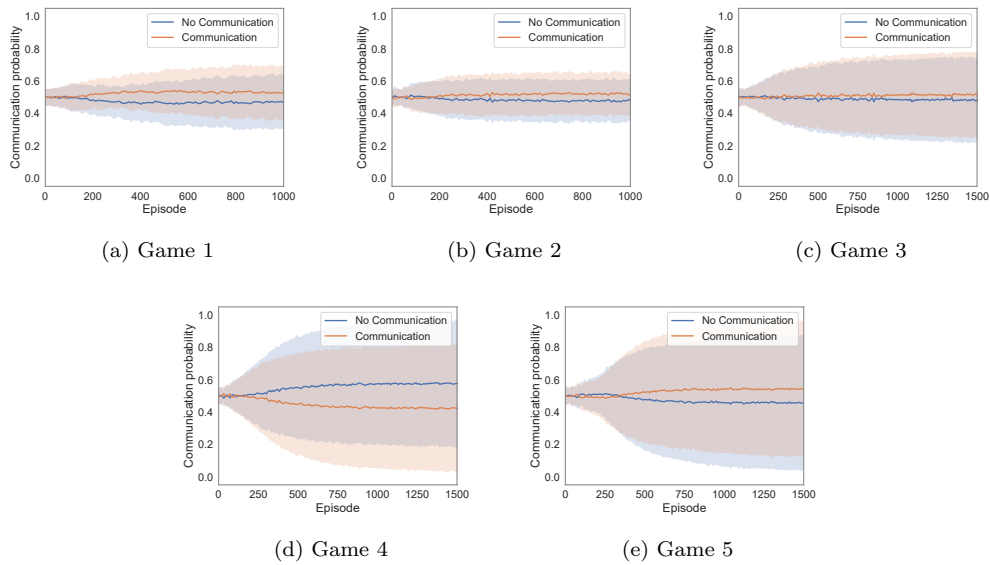 No Communication
Communication
Communication probability
1.0
0.8
0.6
0.4
0.2
0.0
0 200 400 600 800 1000
Episode
(a) Game 1
No Communication
Communication
Communication probability
1.0
0.8
0.6
0.4
0.2
0.0
0 200 400 600 800 1000
Episode
(b) Game 2
No Communication
Communication
Communication probability
1.0
0.8
0.6
0.4
0.2
0.0
0 250 500 750 1000 1250 1500
Episode
(c) Game 3
No Communication
Communication
Communication probability
1.0
0.8
0.6
0.4
0.2
0.0
0 250 500 750 1000 1250 1500
Episode
(d) Game 4
No Communication
Communication
Communication probability
1.0
0.8
0.6
0.4
0.2
0.0
0 250 500 750 1000 1250 1500
Episode
(e) Game 5